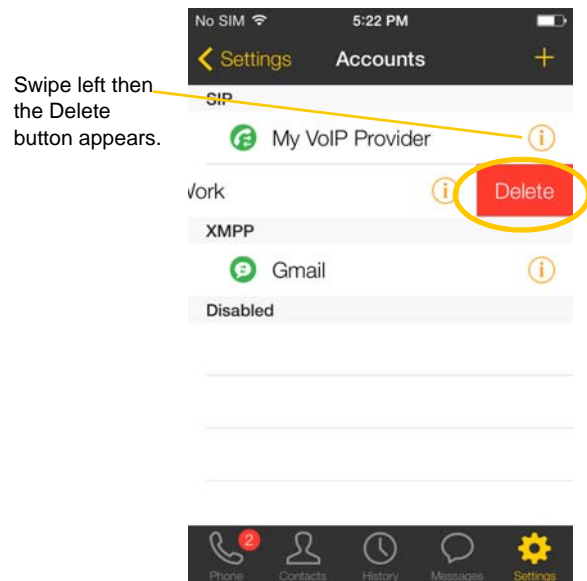 No SIM 5:22 PM
Settings Accounts +
Swipe left then
the Delete
button appears.
SIP
My VoIP Provider i
Work i Delete
XMPP
Gmail i
Disabled
2
Phone Contacts History Messages Settings